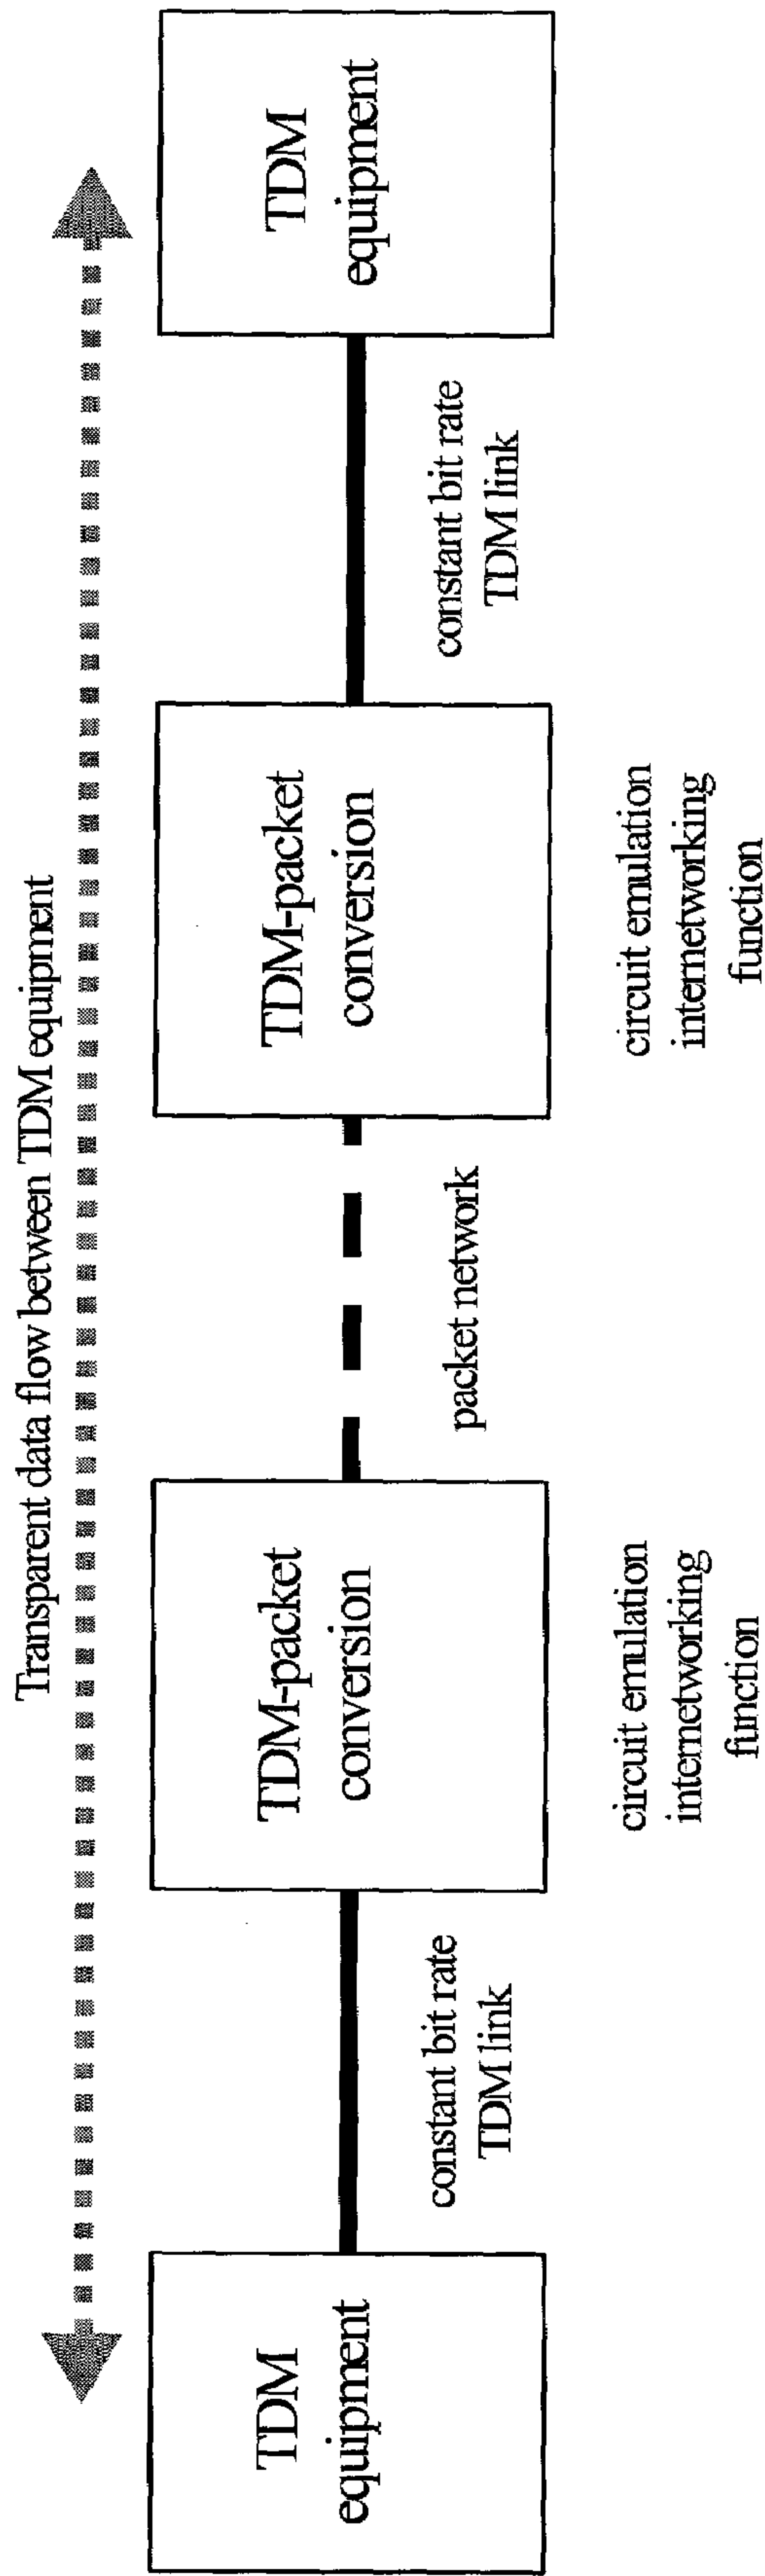 Transparent data flow between TDM equipment
TDM
equipment
constant bit rate
TDM link
TDM-packet
conversion
circuit emulation
internetworking
function
packet network
TDM-packet
conversion
circuit emulation
internetworking
function
constant bit rate
TDM link
TDM
equipment